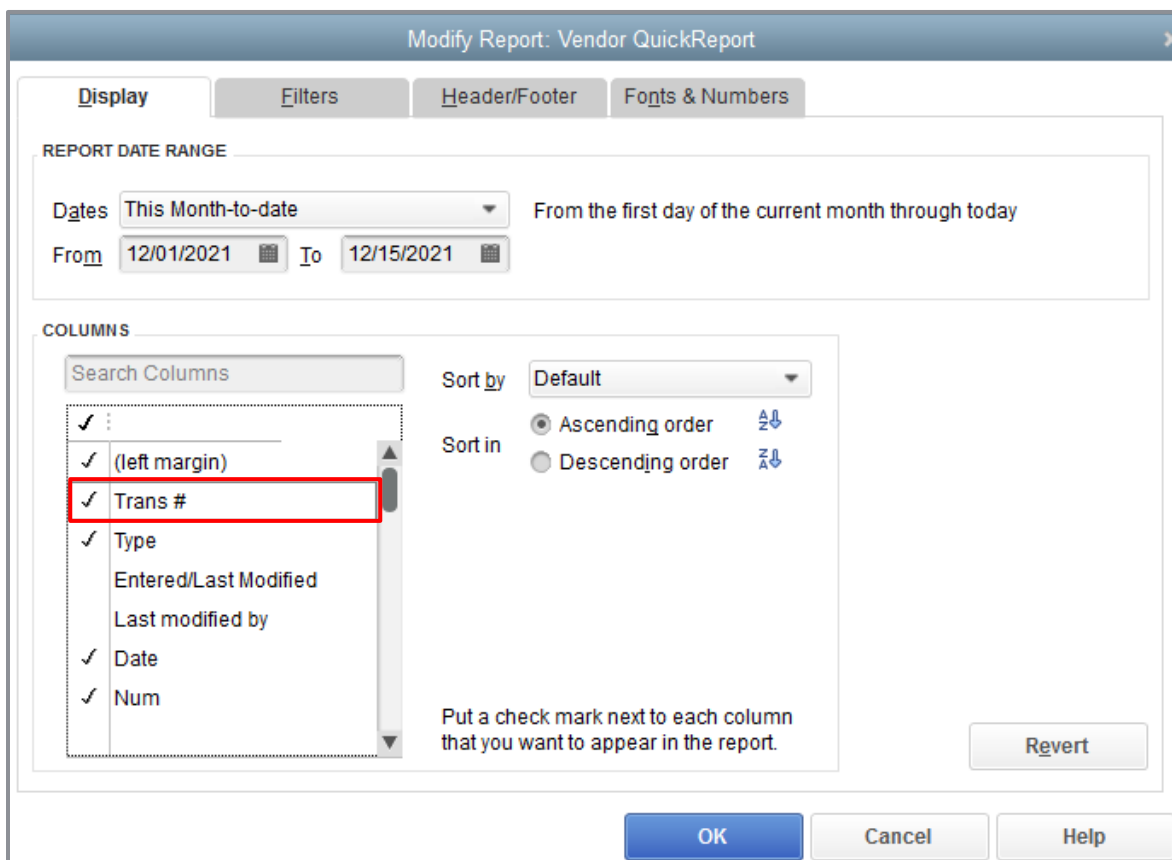 Modify Report: Vendor QuickReport
Display Filters Header/Footer Fonts & Numbers
REPORT DATE RANGE
Dates This Month-to-date From the first day of the current month through today
From 12/01/2021 To 12/15/2021
COLUMNS
Search Columns
Sort by Default
Sort in
Ascending order
Descending order
✓
✓ (left margin)
✓ Trans #
✓ Type
Entered/Last Modified
Last modified by
✓ Date
✓ Num
Put a check mark next to each column
that you want to appear in the report.
Revert
OK Cancel Help